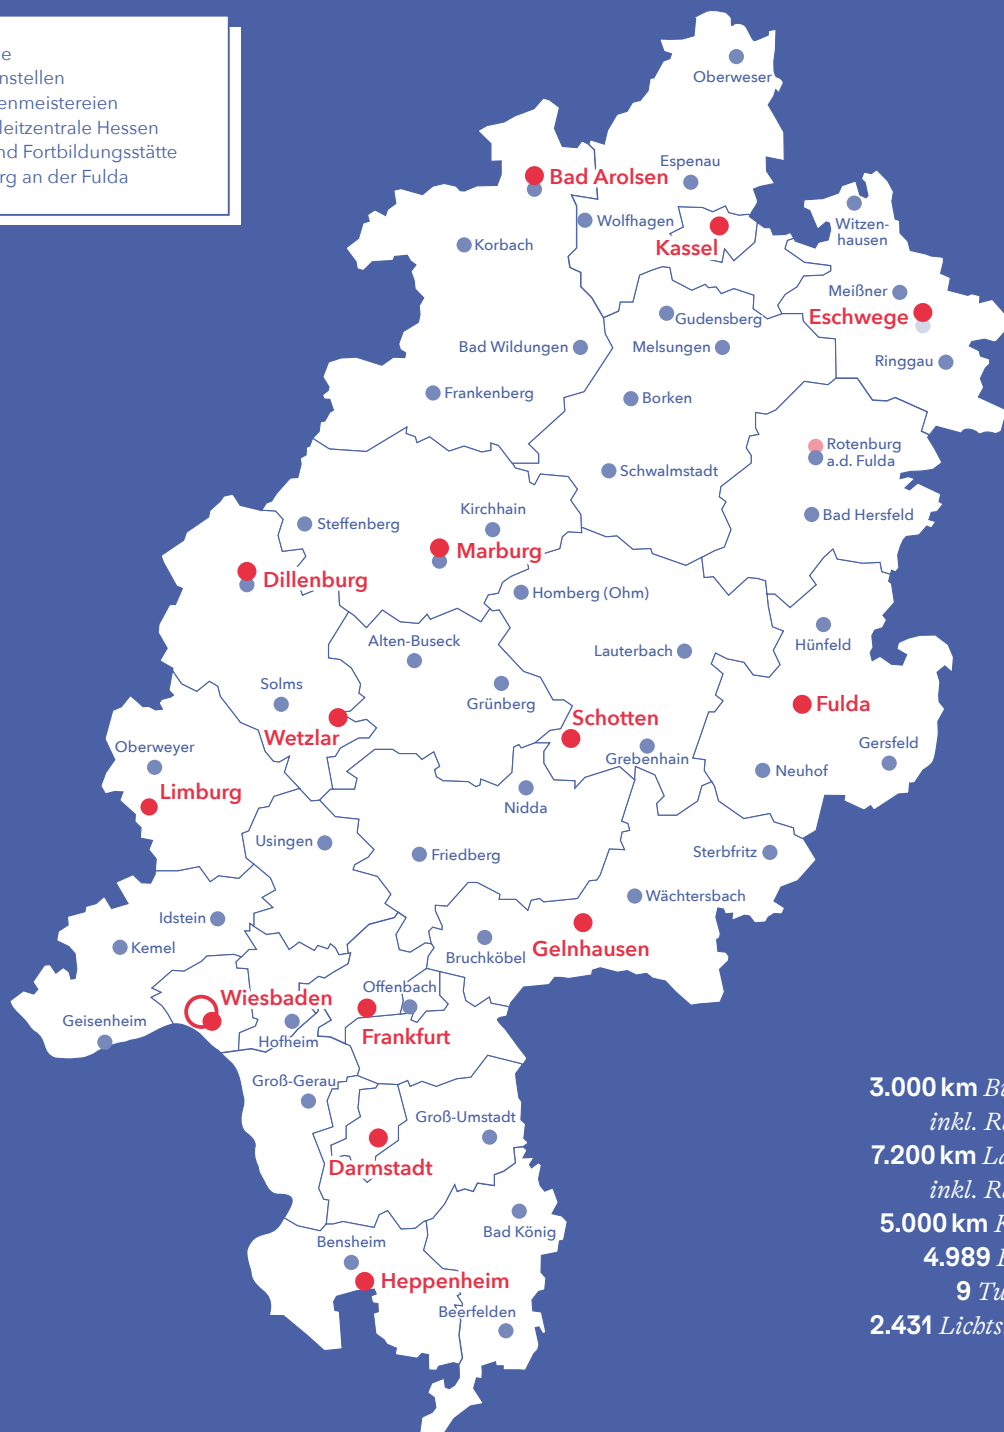 e
nstellen
enmeistereien
leitzentrale Hessen
nd Fortbildungsstätte
rg an der Fulda
Oberweser
Espenau
Bad Arolsen
Wolfhagen
Witzen-
hausen
Korbach
Kassel
Meißner
Eschwege
Gudensberg
Bad Wildungen
Melsungen
Ringgau
Frankenberg
Borken
Rotenburg
a.d. Fulda
Schwalmstadt
Kirchhain
Steffenberg
Bad Hersfeld
Marburg
Dillenburg
Homberg (Ohm)
Alten-Buseck
Lauterbach
Hünfeld
Solms
Grünberg
Fulda
Schotten
Wetzlar
Oberweyer
Gersfeld
Grebenhain
Neuhof
Limburg
Nidda
Usingen
Friedberg
Sterbfritz
Wächtersbach
Idstein
Kemel
Gelnhausen
Bruchköbel
Offenbach
Wiesbaden
Geisenheim
Hofheim
Frankfurt
Groß-Gerau
Groß-Umstadt
Darmstadt
Bad König
Bensheim
Heppenheim
Beerfelden
3.000 km
inkl. R
7.200 km
inkl. R
5.000 km
4.989
9 Tu
2.431 Lichts